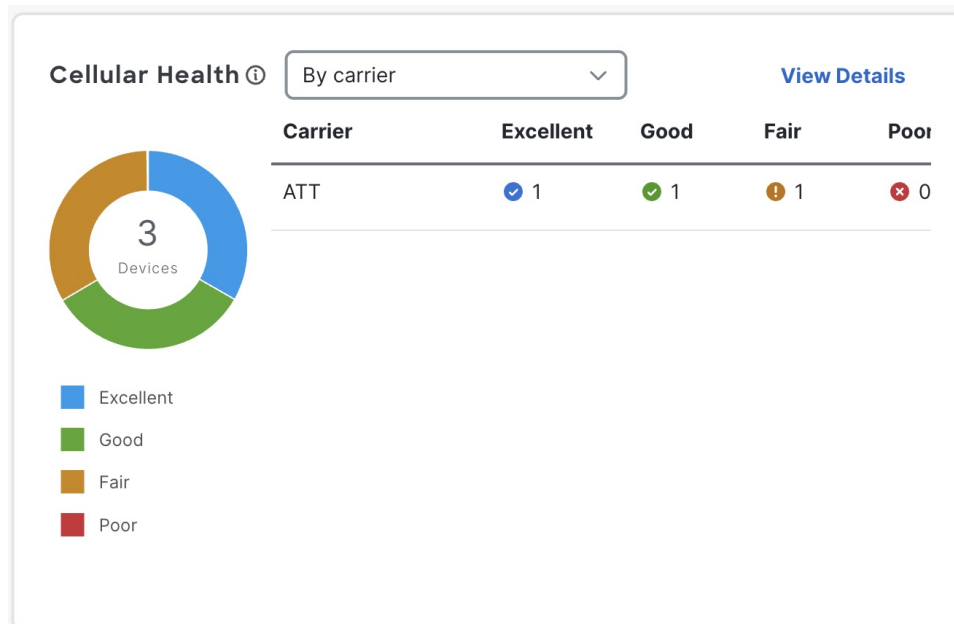 Cellular Health By carrier View Details
Carrier Excellent Good Fair Poor
ATT 1 1 1 0
3
Devices
Excellent
Good
Fair
Poor